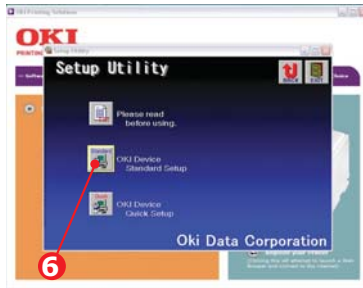 OKI Printing Solutions
OKI
PRINTING
Setup Utility
Setup Utility
BACK
EXIT
Please read
before using.
Standard
OKI Device
Standard Setup
OKI Device
Quick Setup
Oki Data Corporation
6